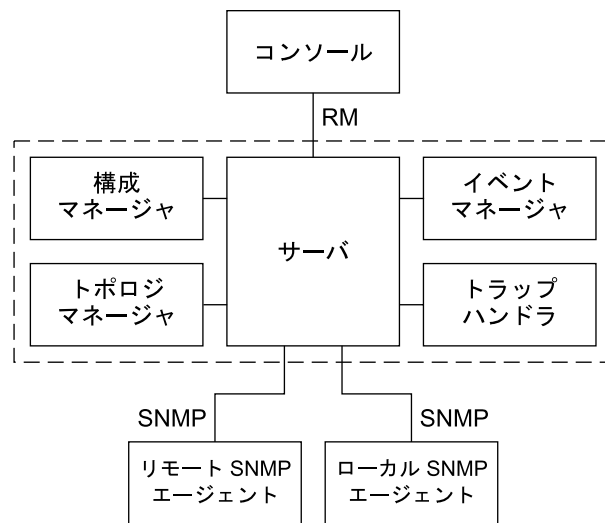 コンソール
RM
構成
マネージャ
イベント
マネージャ
サーバ
トポロジ
マネージャ
トラップ
ハンドラ
SNMP
SNMP
リモート SNMP
エージェント
ローカル SNMP
エージェント